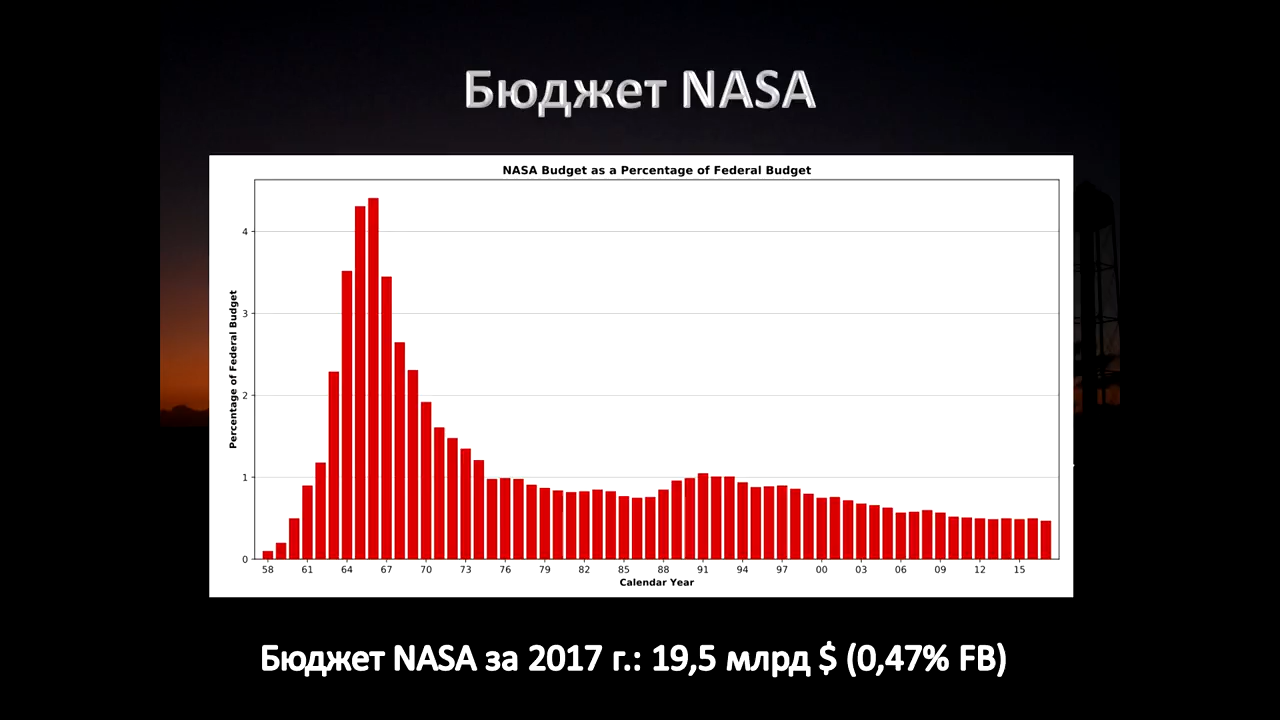 Бюджет NASA
NASA Budget as a Percentage of Federal Budget
Percentage of Federal Budget
4
3
2
1
0
58 61 64 67 70 73 76 79 82 85 88 91 94 97 00 03 06 09 12 15
Calendar Year
Бюджет NASA за 2017 г.: 19,5 млрд $ (0,47% FB)